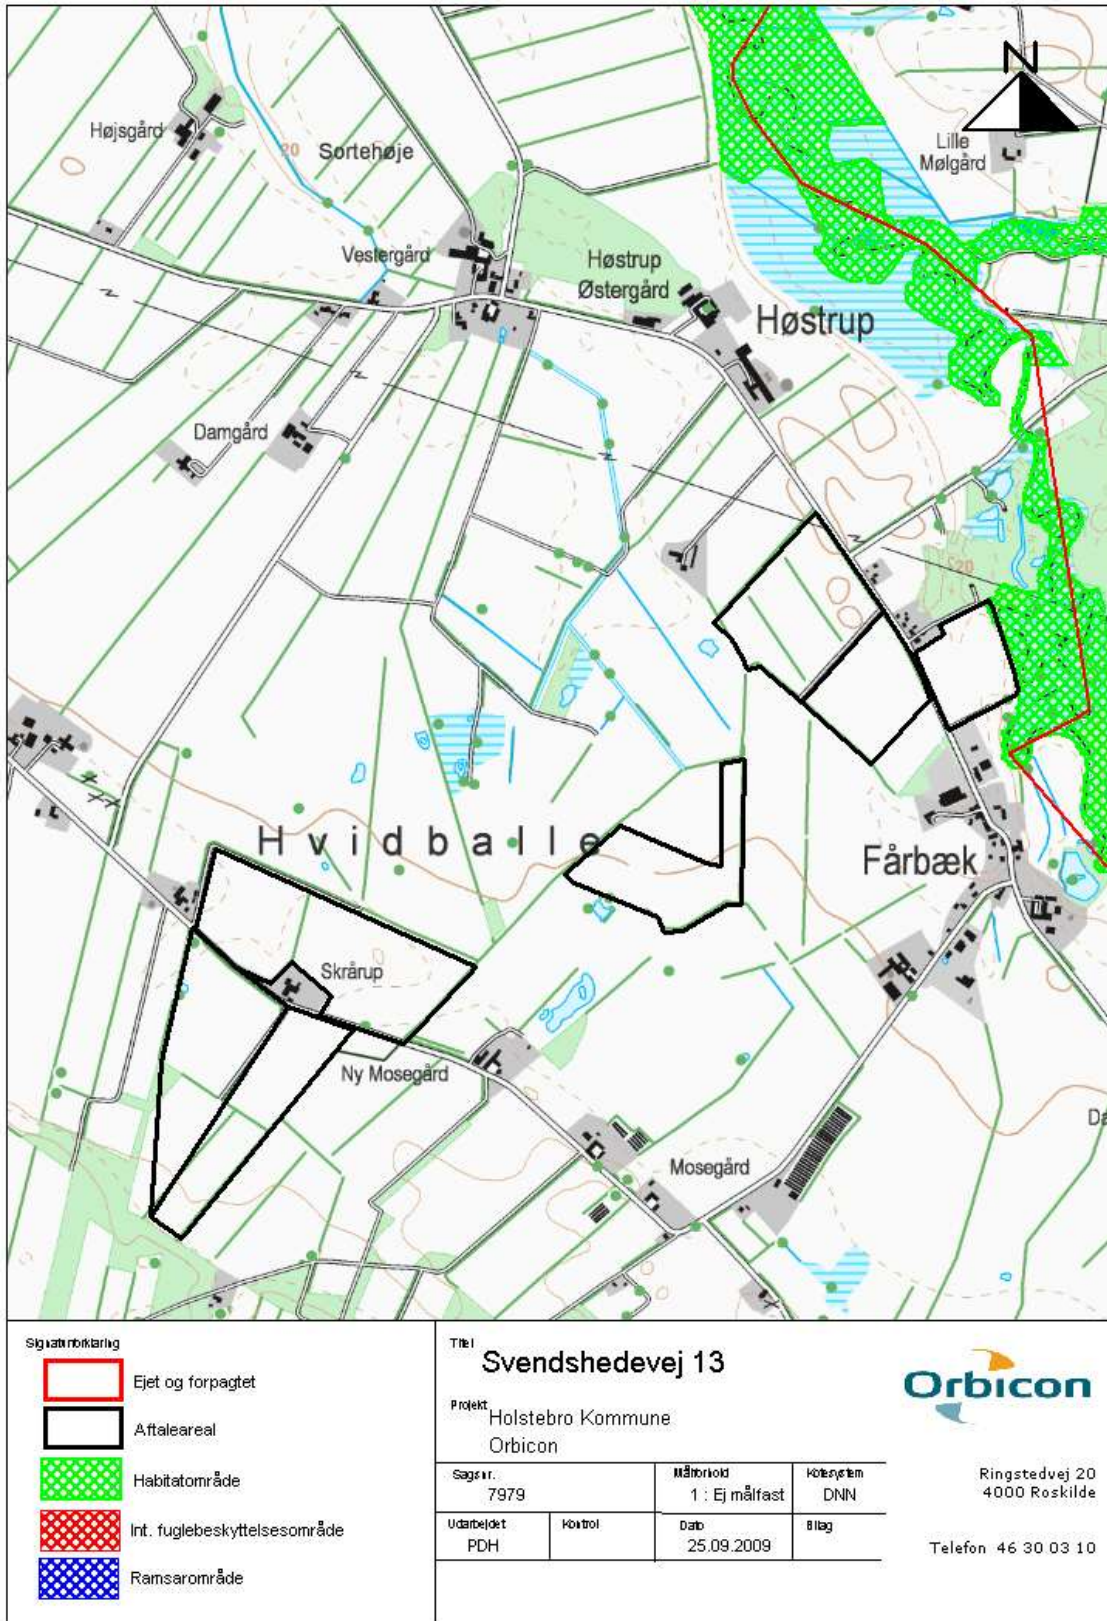 N
Højsgård
20
Sortehøje
Lille
Mølgård
Vestergård
Høstrup
Østergård
Høstrup
Damgård
20
Hvidballe
Fårbæk
Skrårup
Ny Mosegård
Mosegård
Da
Signaturforklaring
Ejet og forpagtet
Aftaleareal
Habitatområde
Int. fuglebeskyttelsesområde
Ramsarområde
Titel
Svendshedevej 13
Projekt
Holstebro Kommune
Orbicon
Sagsnr.
7979
Målforhold
1 : Ej målfast
Kotesystem
DNN
Udarbejdet
PDH
Kontrol
Dato
25.09.2009
Bilag
Orbicon
Ringstedvej 20
4000 Roskilde
Telefon 46 30 03 10